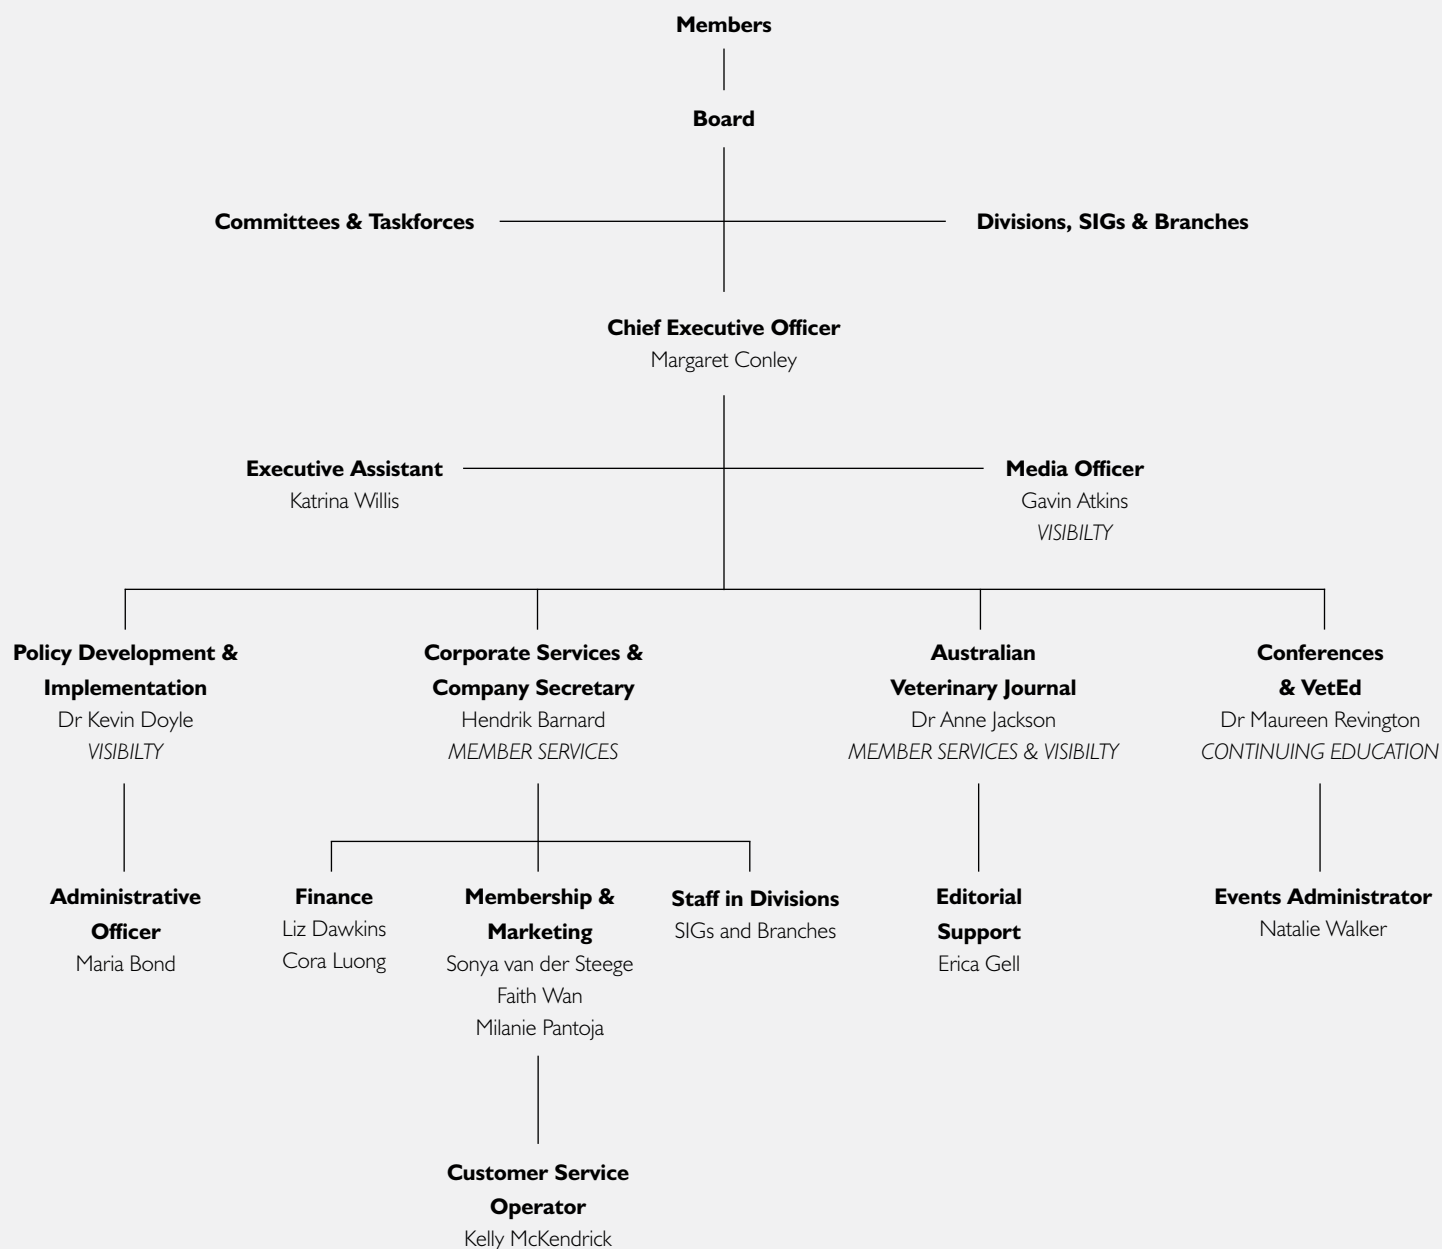 Members
Board
Committees & Taskforces
Divisions, SIGs & Branches
Chief Executive Officer
Margaret Conley
Executive Assistant
Katrina Willis
Media Officer
Gavin Atkins
VISIBILTY
Policy Development &
Implementation
Dr Kevin Doyle
VISIBILTY
Corporate Services &
Company Secretary
Hendrik Barnard
MEMBER SERVICES
Australian
Veterinary Journal
Dr Anne Jackson
MEMBER SERVICES & VISIBILTY
Conferences
& VetEd
Dr Maureen Revington
CONTINUING EDUCATION
Administrative
Officer
Maria Bond
Finance
Liz Dawkins
Cora Luong
Membership &
Marketing
Sonya van der Steege
Faith Wan
Milanie Pantoja
Staff in Divisions
SIGs and Branches
Editorial
Support
Erica Gell
Events Administrator
Natalie Walker
Customer Service
Operator
Kelly McKendrick